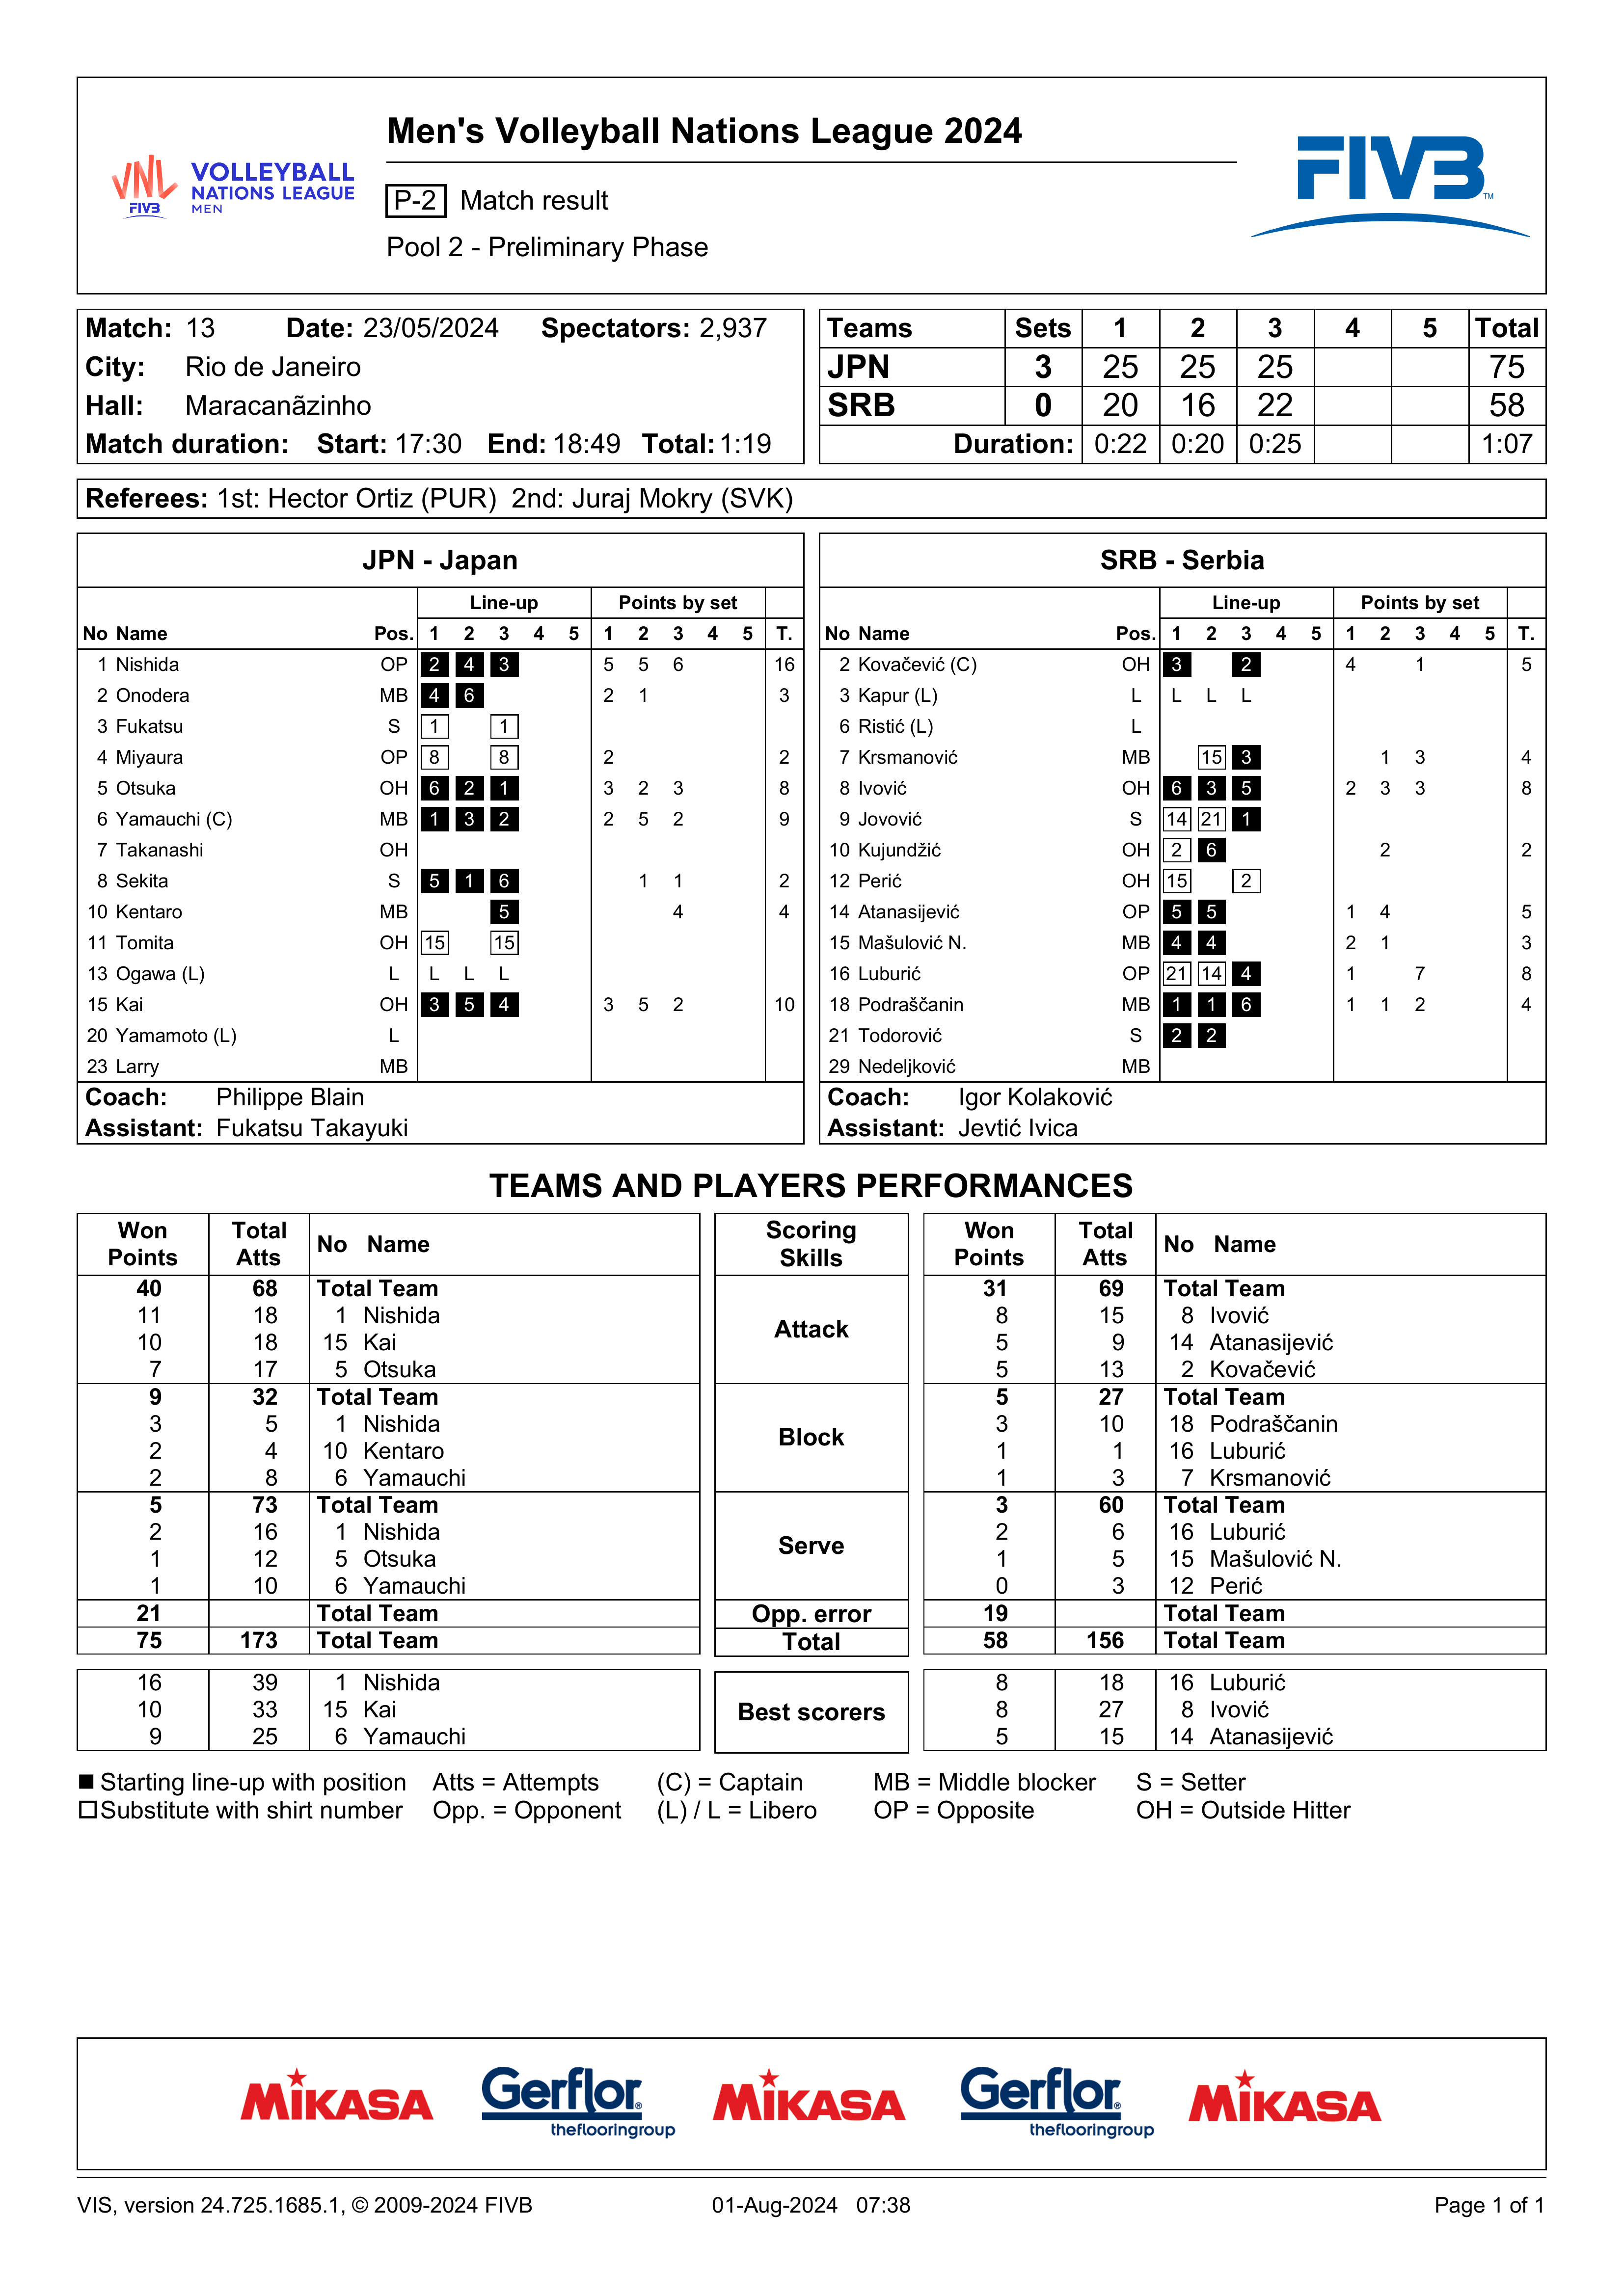 Men's Volleyball Nations League 2024
VNL FIVB VOLLEYBALL NATIONS LEAGUE MEN
P-2 Match result
Pool 2 - Preliminary Phase
FIVB TM
Match: 13 Date: 23/05/2024 Spectators: 2,937
City: Rio de Janeiro
Hall: Maracanãzinho
Match duration: Start: 17:30 End: 18:49 Total: 1:19
Teams Sets 1 2 3 4 5 Total
JPN 3 25 25 25 75
SRB 0 20 16 22 58
Duration: 0:22 0:20 0:25 1:07
Referees: 1st: Hector Ortiz (PUR) 2nd: Juraj Mokry (SVK)
JPN - Japan
Line-up Points by set
No Name Pos. 1 2 3 4 5 1 2 3 4 5 T.
1 Nishida OP 2 4 3 5 5 6 16
2 Onodera MB 4 6 2 1 3
3 Fukatsu S 1 1
4 Miyaura OP 8 8 2 2
5 Otsuka OH 6 2 1 3 2 3 8
6 Yamauchi (C) MB 1 3 2 2 5 2 9
7 Takanashi OH
8 Sekita S 5 1 6 1 1 2
10 Kentaro MB 5 4 4
11 Tomita OH 15 15
13 Ogawa (L) L L L L
15 Kai OH 3 5 4 3 5 2 10
20 Yamamoto (L) L
23 Larry MB
Coach: Philippe Blain
Assistant: Fukatsu Takayuki
SRB - Serbia
Line-up Points by set
No Name Pos. 1 2 3 4 5 1 2 3 4 5 T.
2 Kovačević (C) OH 3 2 4 1 5
3 Kapur (L) L L L L
6 Ristić (L) L
7 Krsmanović MB 15 3 1 3 4
8 Ivović OH 6 3 5 2 3 3 8
9 Jovović S 14 21 1
10 Kujundžić OH 2 6 2 2
12 Perić OH 15 2
14 Atanasijević OP 5 5 1 4 5
15 Mašulović N. MB 4 4 2 1 3
16 Luburić OP 21 14 4 1 7 8
18 Podraščanin MB 1 1 6 1 1 2 4
21 Todorović S 2 2
29 Nedeljković MB
Coach: Igor Kolaković
Assistant: Jevtić Ivica
TEAMS AND PLAYERS PERFORMANCES
Won Points Total Atts No Name Scoring Skills Won Points Total Atts No Name
40 68 Total Team Attack 31 69 Total Team
11 18 1 Nishida 8 15 8 Ivović
10 18 15 Kai 5 9 14 Atanasijević
7 17 5 Otsuka 5 13 2 Kovačević
9 32 Total Team Block 5 27 Total Team
3 5 1 Nishida 3 10 18 Podraščanin
2 4 10 Kentaro 1 1 16 Luburić
2 8 6 Yamauchi 1 3 7 Krsmanović
5 73 Total Team Serve 3 60 Total Team
2 16 1 Nishida 2 6 16 Luburić
1 12 5 Otsuka 1 5 15 Mašulović N.
1 10 6 Yamauchi 0 3 12 Perić
21 Total Team Opp. error 19 Total Team
75 173 Total Team Total 58 156 Total Team
16 39 1 Nishida Best scorers 8 18 16 Luburić
10 33 15 Kai 8 27 8 Ivović
9 25 6 Yamauchi 5 15 14 Atanasijević
Starting line-up with position Atts = Attempts (C) = Captain MB = Middle blocker S = Setter
Substitute with shirt number Opp. = Opponent (L) / L = Libero OP = Opposite OH = Outside Hitter
MIKASA Gerflor® theflooringgroup MIKASA Gerflor® theflooringgroup MIKASA
VIS, version 24.725.1685.1, © 2009-2024 FIVB 01-Aug-2024 07:38 Page 1 of 1